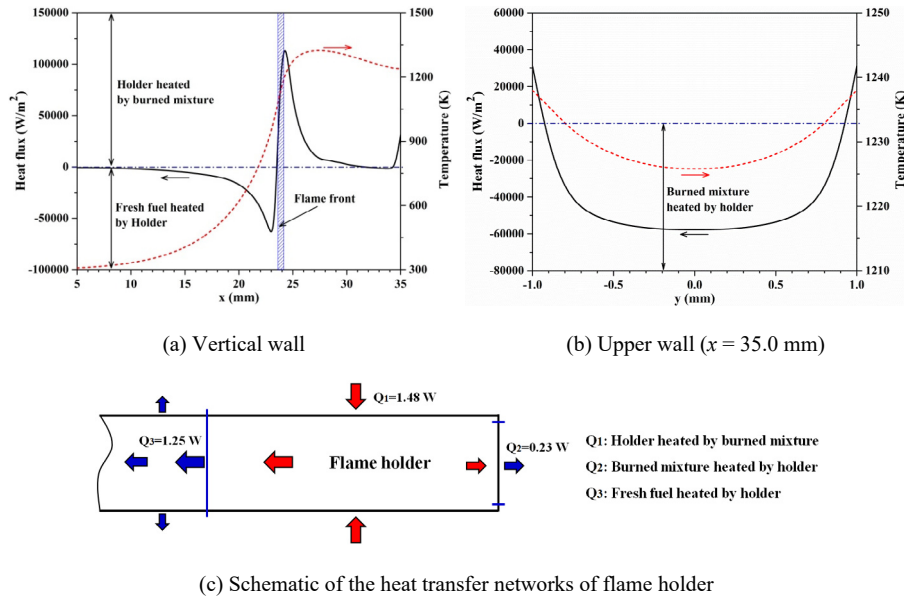 150000
100000
50000
0
-50000
-100000
Heat flux (W/m²)
Holder heated
by burned mixture
Fresh fuel heated
by Holder
Flame front
1500
1200
900
600
300
Temperature (K)
5
10
15
20
25
30
35
x (mm)
60000
40000
20000
0
-20000
-40000
-60000
-80000
Heat flux (W/m²)
Burned mixture
heated by holder
1250
1240
1230
1220
1210
Temperature (K)
-1.0
-0.5
0.0
0.5
1.0
y (mm)
(a) Vertical wall
(b) Upper wall (x = 35.0 mm)
Q₁=1.48 W
Q₃=1.25 W
Flame holder
Q₂=0.23 W
Q1: Holder heated by burned mixture
Q2: Burned mixture heated by holder
Q3: Fresh fuel heated by holder
(c) Schematic of the heat transfer networks of flame holder